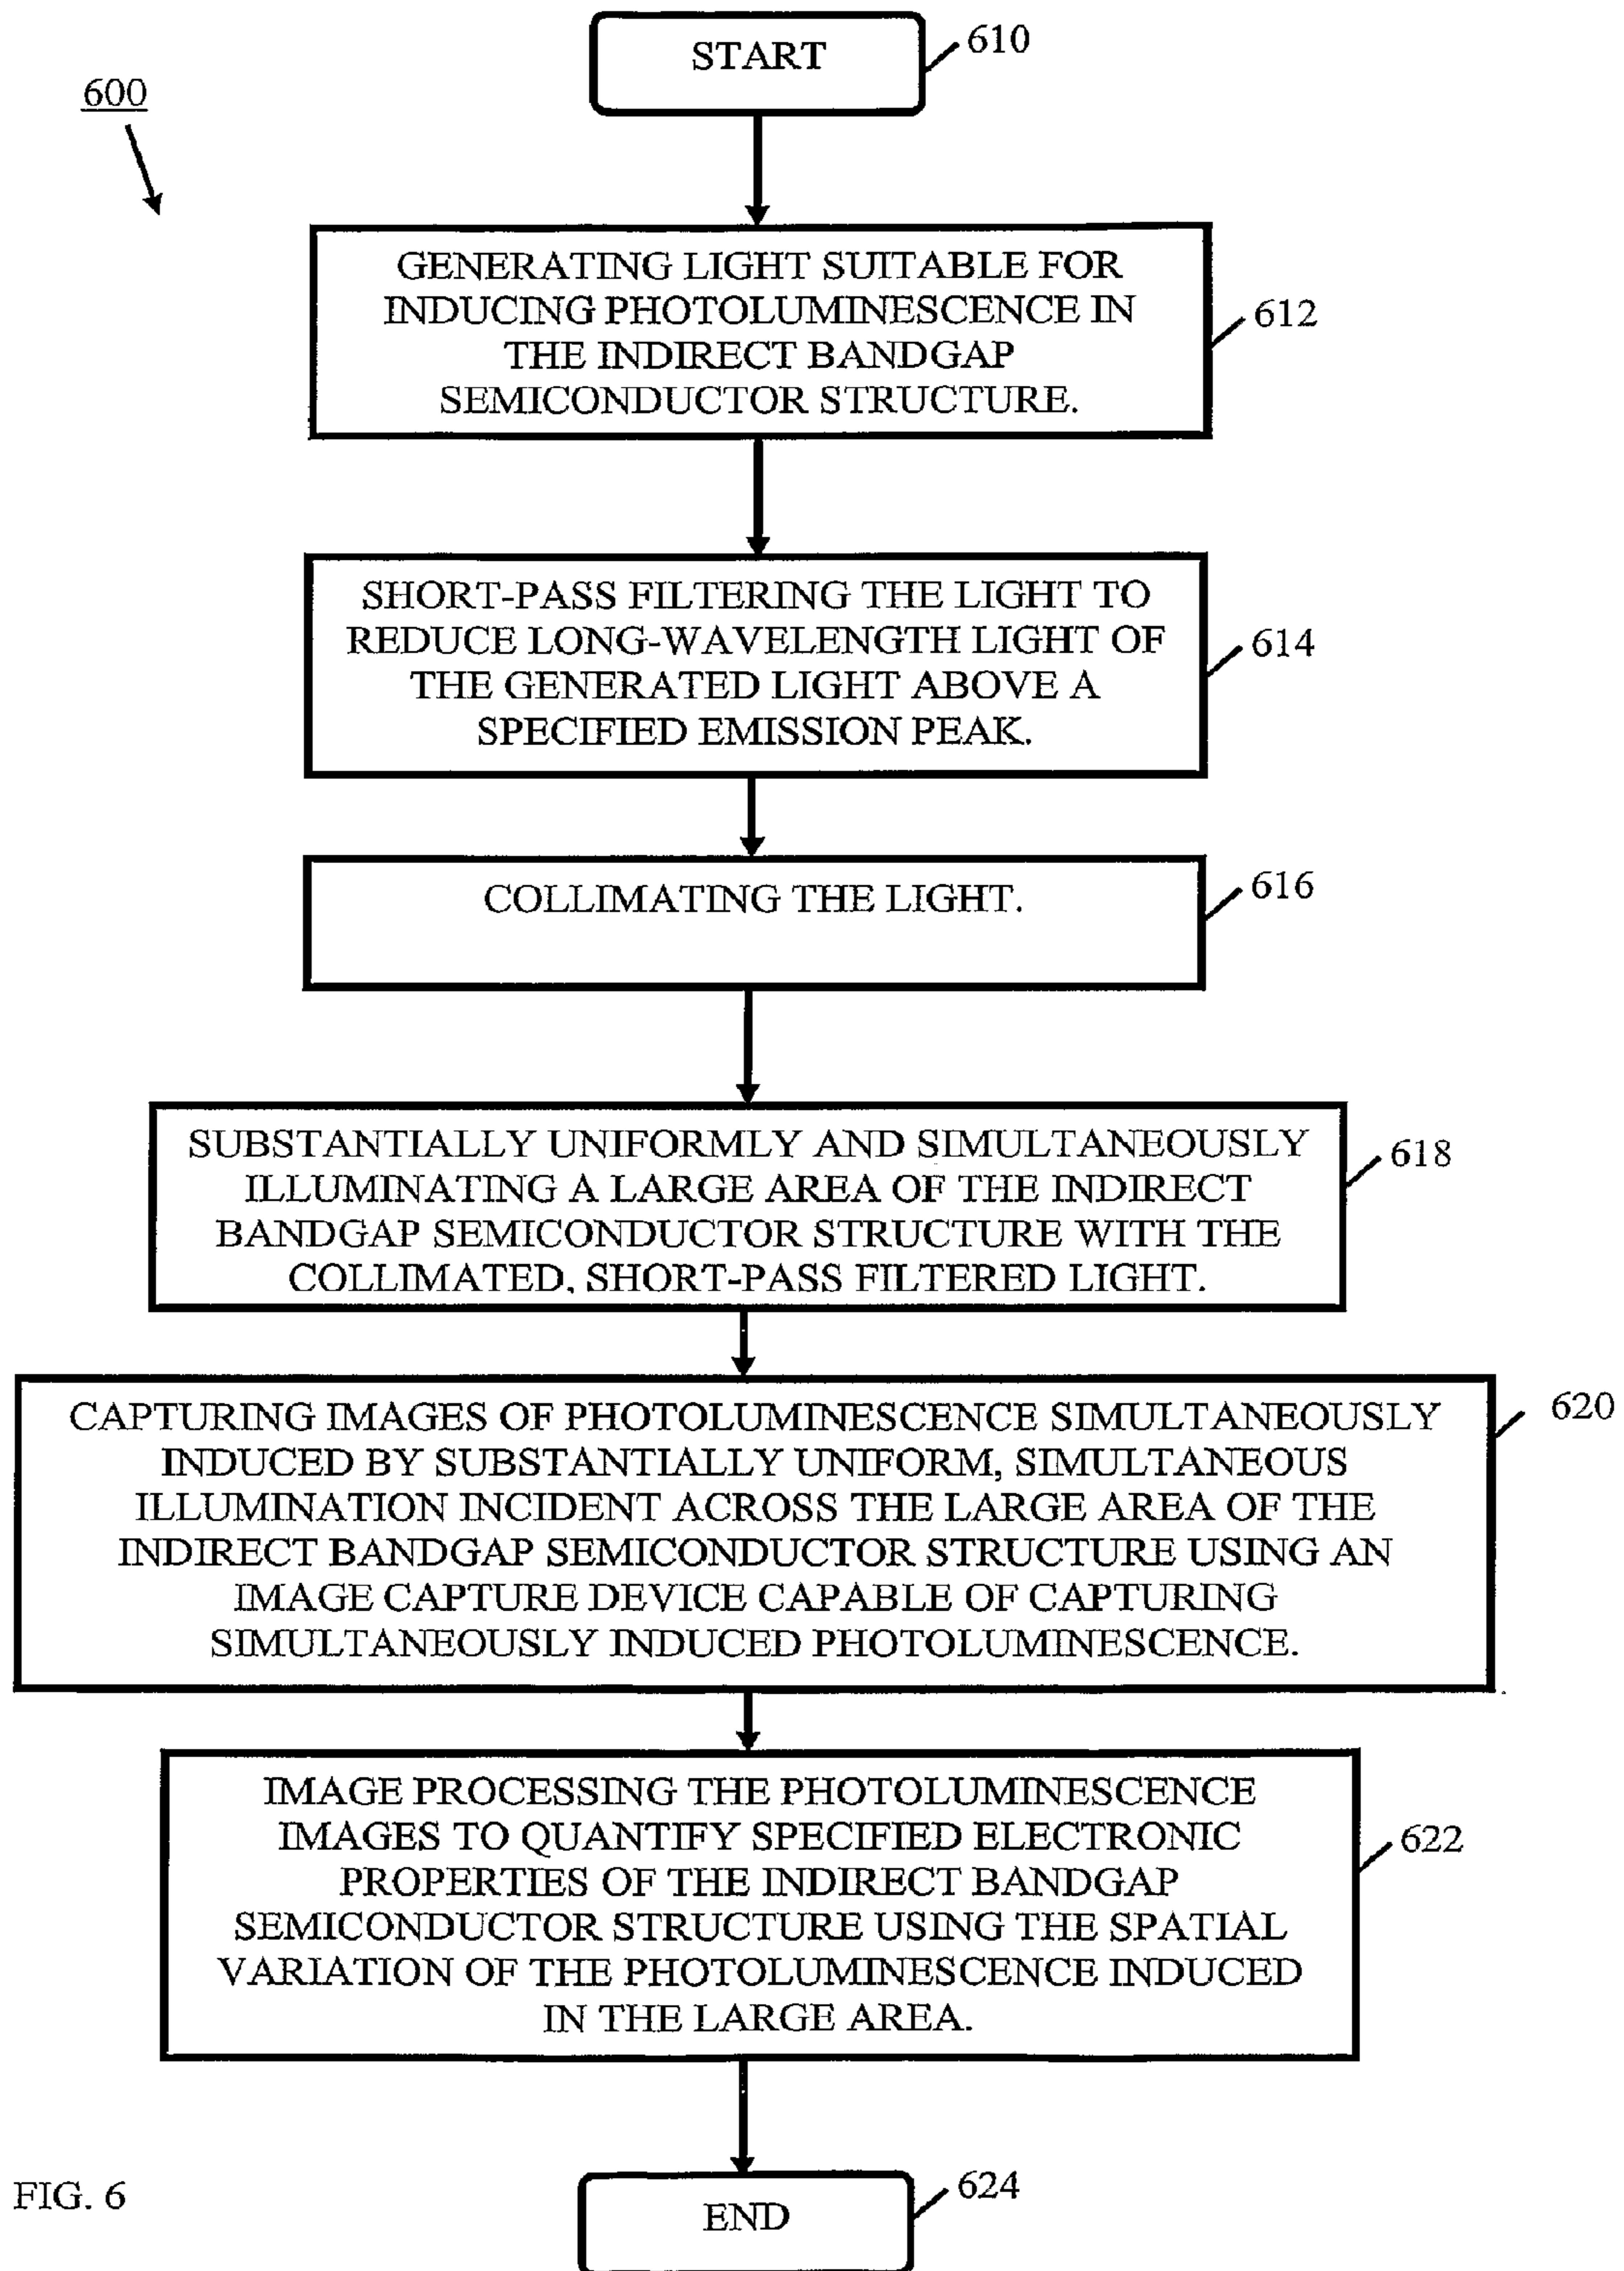 START
610
600
GENERATING LIGHT SUITABLE FOR
INDUCING PHOTOLUMINESCENCE IN
THE INDIRECT BANDGAP
SEMICONDUCTOR STRUCTURE.
612
SHORT-PASS FILTERING THE LIGHT TO
REDUCE LONG-WAVELENGTH LIGHT OF
THE GENERATED LIGHT ABOVE A
SPECIFIED EMISSION PEAK.
614
COLLIMATING THE LIGHT.
616
SUBSTANTIALLY UNIFORMLY AND SIMULTANEOUSLY
ILLUMINATING A LARGE AREA OF THE INDIRECT
BANDGAP SEMICONDUCTOR STRUCTURE WITH THE
COLLIMATED, SHORT-PASS FILTERED LIGHT.
618
CAPTURING IMAGES OF PHOTOLUMINESCENCE SIMULTANEOUSLY
INDUCED BY SUBSTANTIALLY UNIFORM, SIMULTANEOUS
ILLUMINATION INCIDENT ACROSS THE LARGE AREA OF THE
INDIRECT BANDGAP SEMICONDUCTOR STRUCTURE USING AN
IMAGE CAPTURE DEVICE CAPABLE OF CAPTURING
SIMULTANEOUSLY INDUCED PHOTOLUMINESCENCE.
620
IMAGE PROCESSING THE PHOTOLUMINESCENCE
IMAGES TO QUANTIFY SPECIFIED ELECTRONIC
PROPERTIES OF THE INDIRECT BANDGAP
SEMICONDUCTOR STRUCTURE USING THE SPATIAL
VARIATION OF THE PHOTOLUMINESCENCE INDUCED
IN THE LARGE AREA.
622
END
624
FIG. 6